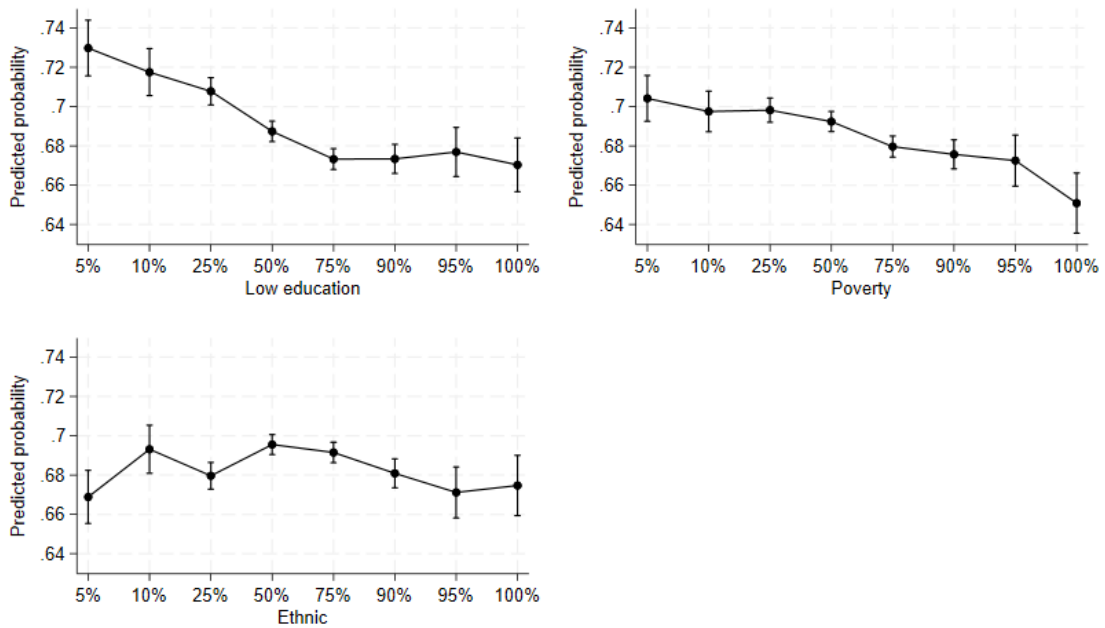 Predicted probability
.74
.72
.7
.68
.66
.64
5% 10% 25% 50% 75% 90% 95% 100%
Low education
Predicted probability
.74
.72
.7
.68
.66
.64
5% 10% 25% 50% 75% 90% 95% 100%
Poverty
Predicted probability
.74
.72
.7
.68
.66
.64
5% 10% 25% 50% 75% 90% 95% 100%
Ethnic